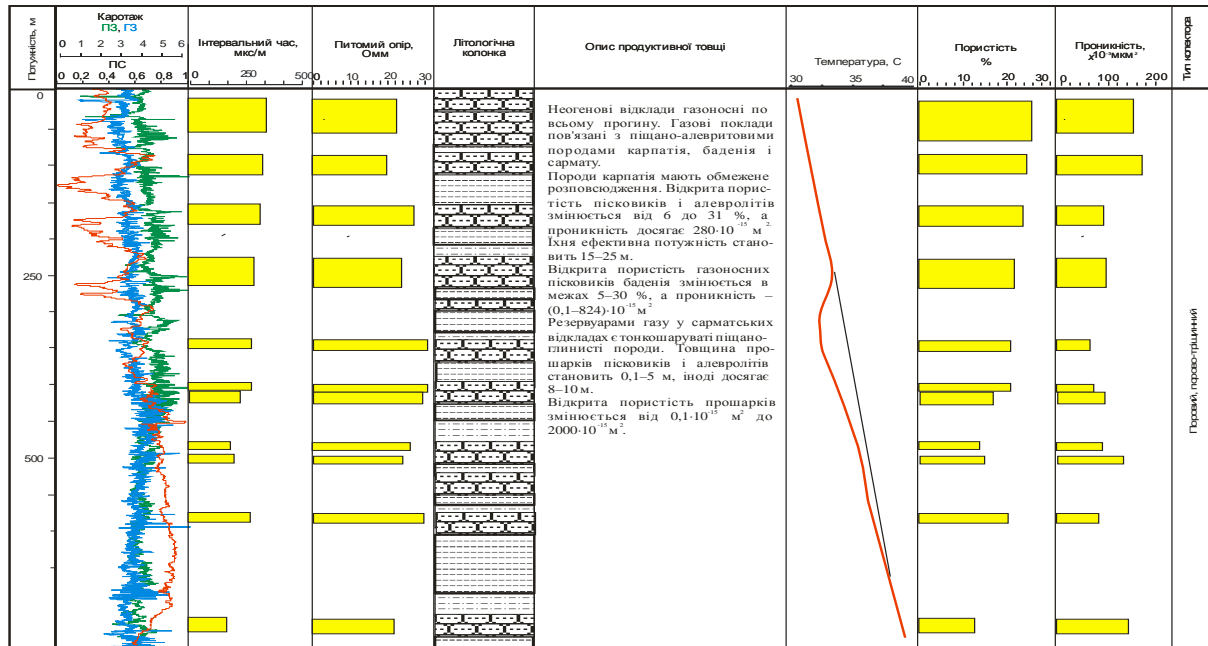 Потужність, м
Каротаж
ПЗ, ГЗ
0 1 2 3 4 5 6
ПС
0 0,2 0,4 0,6 0,8 1
Інтервальний час,
мкс/м
0 250 500
Питомий опір,
Омм
0 20 30
Літологічна
колонка
Опис продуктивної товщі
Температура, С
30 35 40
Пористість
%
0 10 20 30
Проникність,
х10⁻³мкм²
0 100 200
Тип колектора
0
250
500
Неогенові відклади газоносні по
всьому прогину. Газові поклади
пов'язані з піщано-алевритовими
породами карпатія, баденія і
сармату.
Породи карпатія мають обмежене
розповсюдження. Відкрита порис-
тість пісковиків і алевролітів
змінюється від 6 до 31 %, а
проникність досягає 280·10⁻¹⁵ м².
Їхня ефективна потужність стано-
вить 15–25 м.
Відкрита пористість газоносних
пісковиків баденія змінюється в
межах 5–30 %, а проникність –
(0,1–824)·10⁻¹⁵ м²
Резервуарами газу у сарматських
відкладах є тонкошаруваті піщано-
глинисті породи. Товщина про-
шарків пісковиків і алевролітів
становить 0,1–5 м, іноді досягає
8–10 м.
Відкрита пористість прошарків
змінюється від 0,1·10⁻¹⁵ м² до
2000·10⁻¹⁵ м².
Поровий, порово-тріщинний